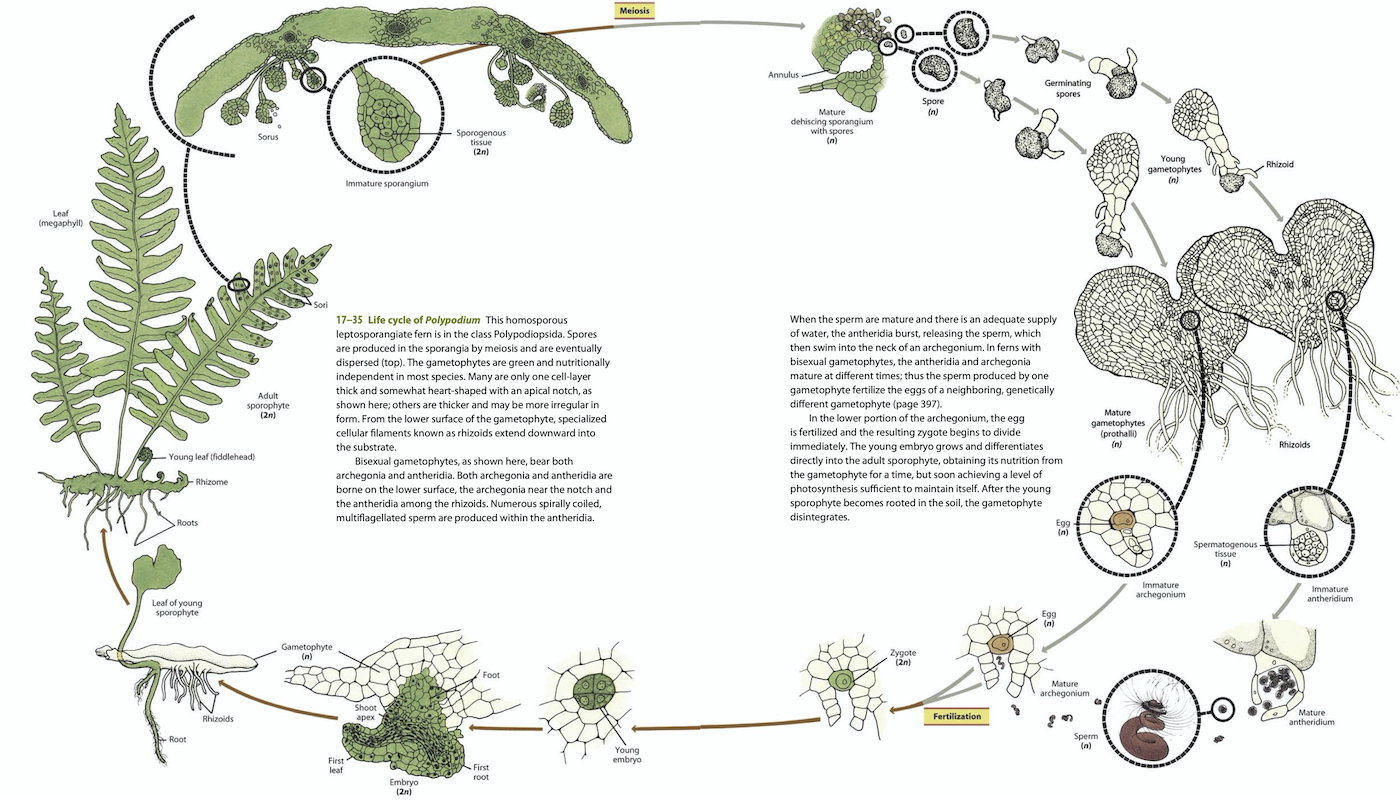 Meiosis
Annulus
Mature
dehiscing sporangium
with spores
(n)
Spore
(n)
Germinating
spores
Young
gametophytes
(n)
Rhizoid
Sorus
Sporogenous
tissue
(2n)
Immature sporangium
Leaf
(megaphyll)
Sori
Adult
sporophyte
(2n)
Young leaf (fiddlehead)
Rhizome
Roots
17–35 Life cycle of Polypodium This homosporous
leptosporangiate fern is in the class Polypodiopsida. Spores
are produced in the sporangia by meiosis and are eventually
dispersed (top). The gametophytes are green and nutritionally
independent in most species. Many are only one cell-layer
thick and somewhat heart-shaped with an apical notch, as
shown here; others are thicker and may be more irregular in
form. From the lower surface of the gametophyte, specialized
cellular filaments known as rhizoids extend downward into
the substrate.
Bisexual gametophytes, as shown here, bear both
archegonia and antheridia. Both archegonia and antheridia are
borne on the lower surface, the archegonia near the notch and
the antheridia among the rhizoids. Numerous spirally coiled,
multiflagellated sperm are produced within the antheridia.
When the sperm are mature and there is an adequate supply
of water, the antheridia burst, releasing the sperm, which
then swim into the neck of an archegonium. In ferns with
bisexual gametophytes, the antheridia and archegonia
mature at different times; thus the sperm produced by one
gametophyte fertilize the eggs of a neighboring, genetically
different gametophyte (page 397).
In the lower portion of the archegonium, the egg
is fertilized and the resulting zygote begins to divide
immediately. The young embryo grows and differentiates
directly into the adult sporophyte, obtaining its nutrition from
the gametophyte for a time, but soon achieving a level of
photosynthesis sufficient to maintain itself. After the young
sporophyte becomes rooted in the soil, the gametophyte
disintegrates.
Mature
gametophytes
(prothalli)
(n)
Rhizoids
Egg
(n)
Spermatogenous
tissue
(n)
Immature
archegonium
Immature
antheridium
Egg
(n)
Mature
archegonium
Mature
antheridium
Sperm
(n)
Fertilization
Zygote
(2n)
Young
embryo
Foot
Gametophyte
(n)
Shoot
apex
First
leaf
Embryo
(2n)
First
root
Leaf of young
sporophyte
Rhizoids
Root